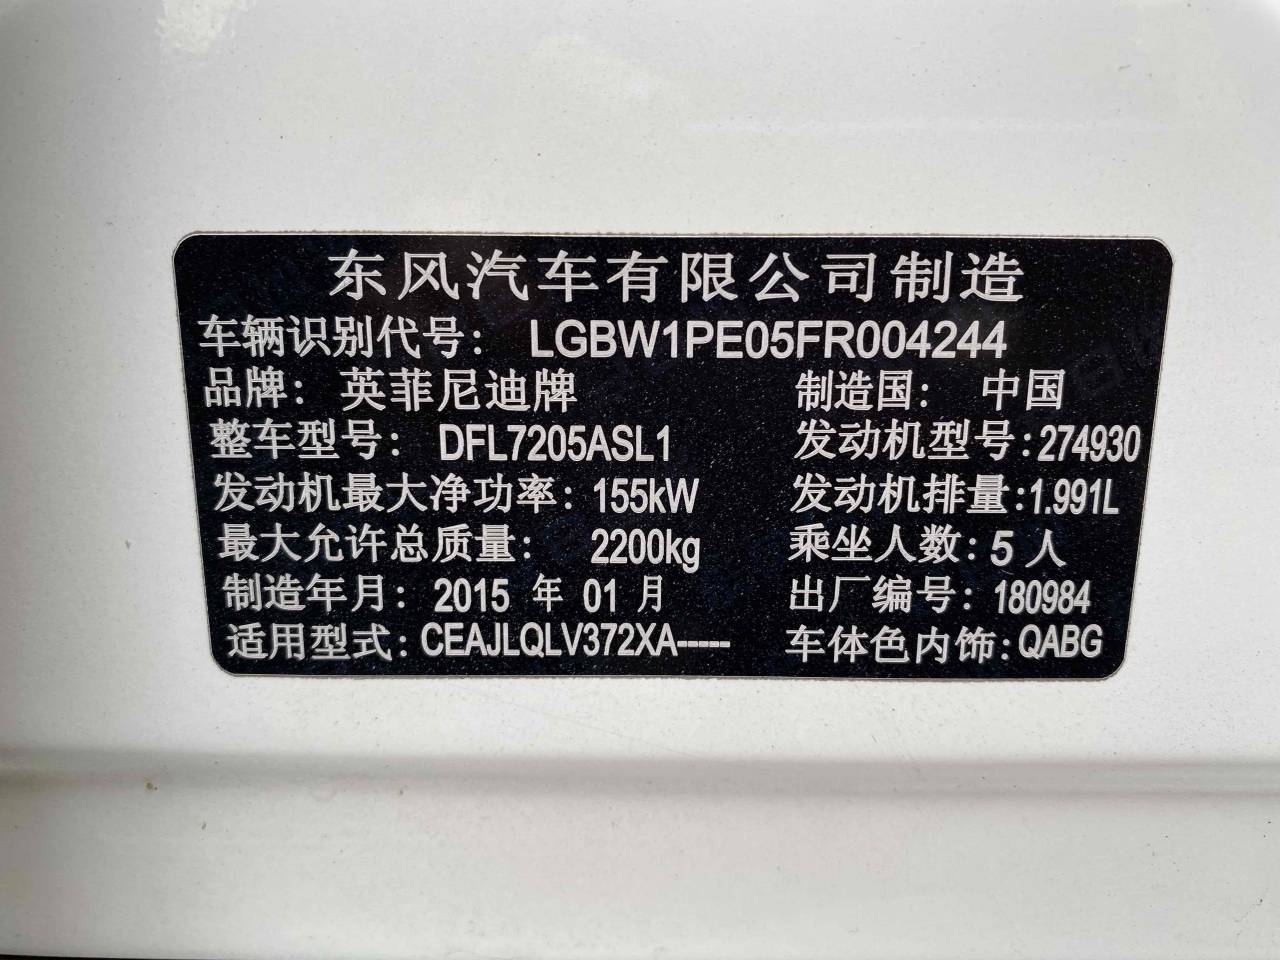 东风汽车有限公司制造
车辆识别代号: LGBW1PE05FR004244
品牌: 英菲尼迪牌 制造国: 中国
整车型号: DFL7205ASL1 发动机型号:274930
发动机最大净功率: 155kW 发动机排量:1.991L
最大允许总质量: 2200kg 乘坐人数: 5 人
制造年月: 2015 年 01 月 出厂编号: 180984
适用型式: CEAJLQLV372XA----- 车体色内饰: QABG